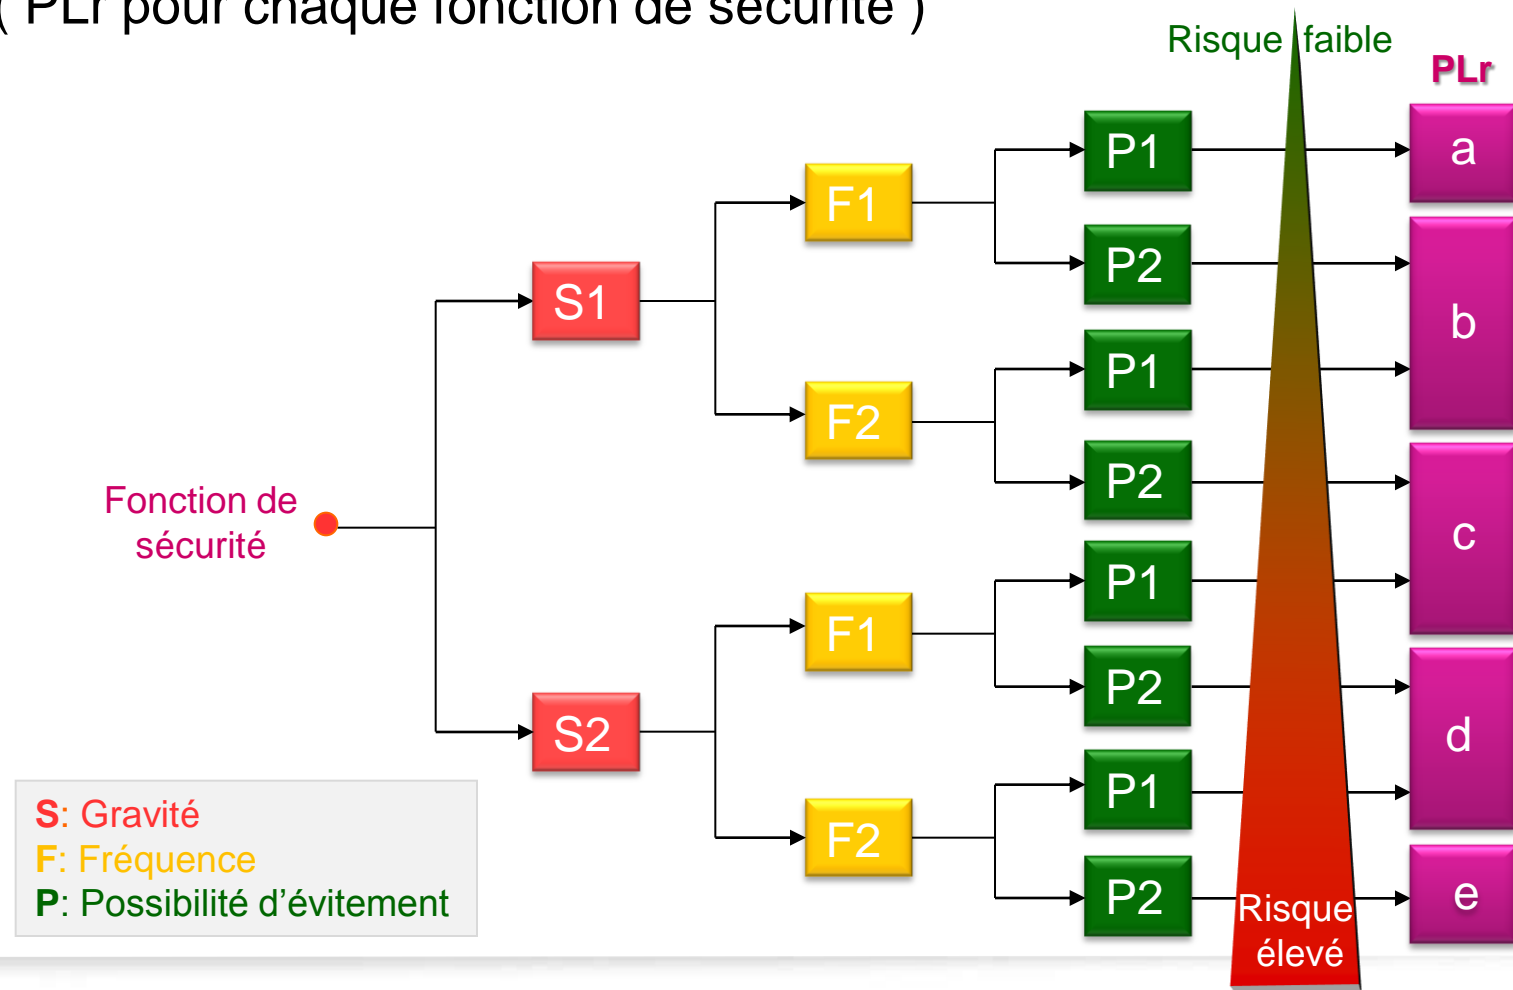 ( PLr pour chaque fonction de sécurité )
Risque faible
PLr
P1
a
F1
P2
S1
b
P1
F2
P2
Fonction de
sécurité
c
P1
F1
P2
S2
d
P1
S: Gravité
F: Fréquence
F2
P: Possibilité d'évitement
P2
Risque
élevé
e